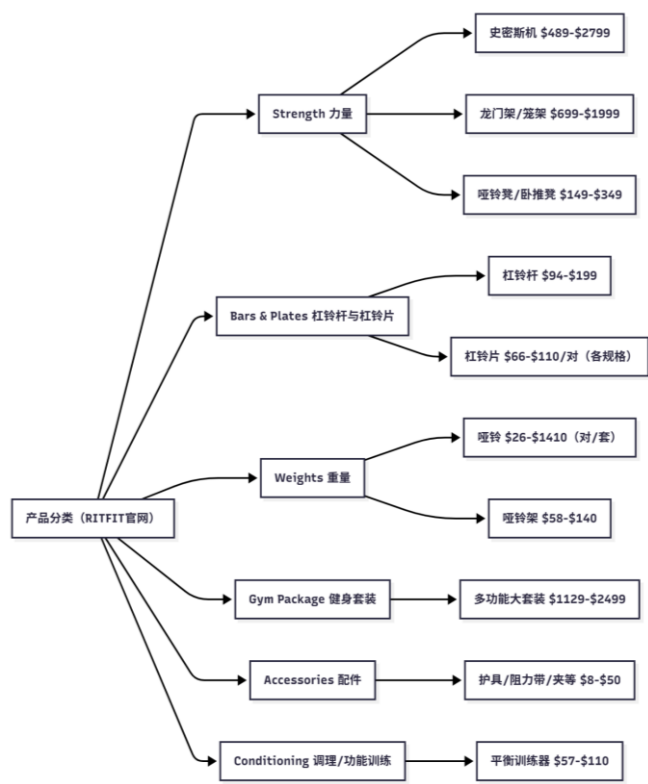 史密斯机 $489-$2799
Strength 力量
龙门架/笼架 $699-$1999
哑铃凳/卧推凳 $149-$349
杠铃杆 $94-$199
Bars & Plates 杠铃杆与杠铃片
杠铃片 $66-$110/对（各规格）
哑铃 $26-$1410（对/套）
Weights 重量
哑铃架 $58-$140
产品分类（RITFIT官网）
Gym Package 健身套装
多功能大套装 $1129-$2499
Accessories 配件
护具/阻力带/夹等 $8-$50
Conditioning 调理/功能训练
平衡训练器 $57-$110